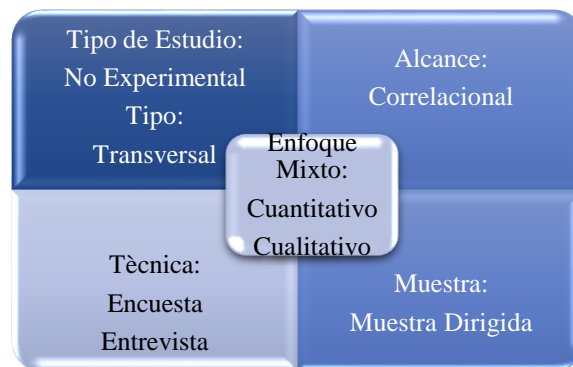 Tipo de Estudio:
No Experimental
Tipo:
Transversal
Alcance:
Correlacional
Enfoque
Mixto:
Cuantitativo
Cualitativo
Tècnica:
Encuesta
Entrevista
Muestra:
Muestra Dirigida